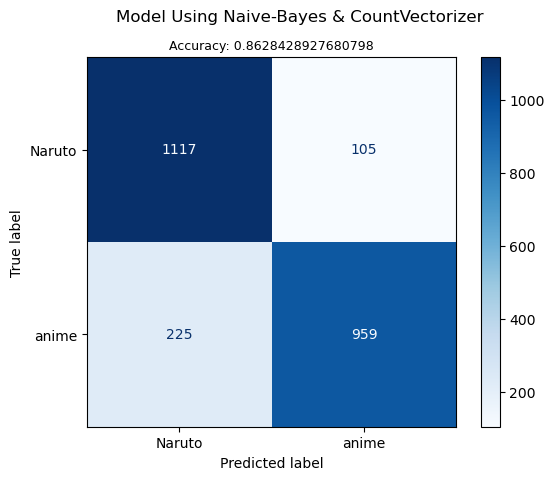 Model Using Naive-Bayes & CountVectorizer
Accuracy: 0.8628428927680798
True label
Naruto
anime
1117
105
225
959
Naruto
anime
Predicted label
1000
800
600
400
200